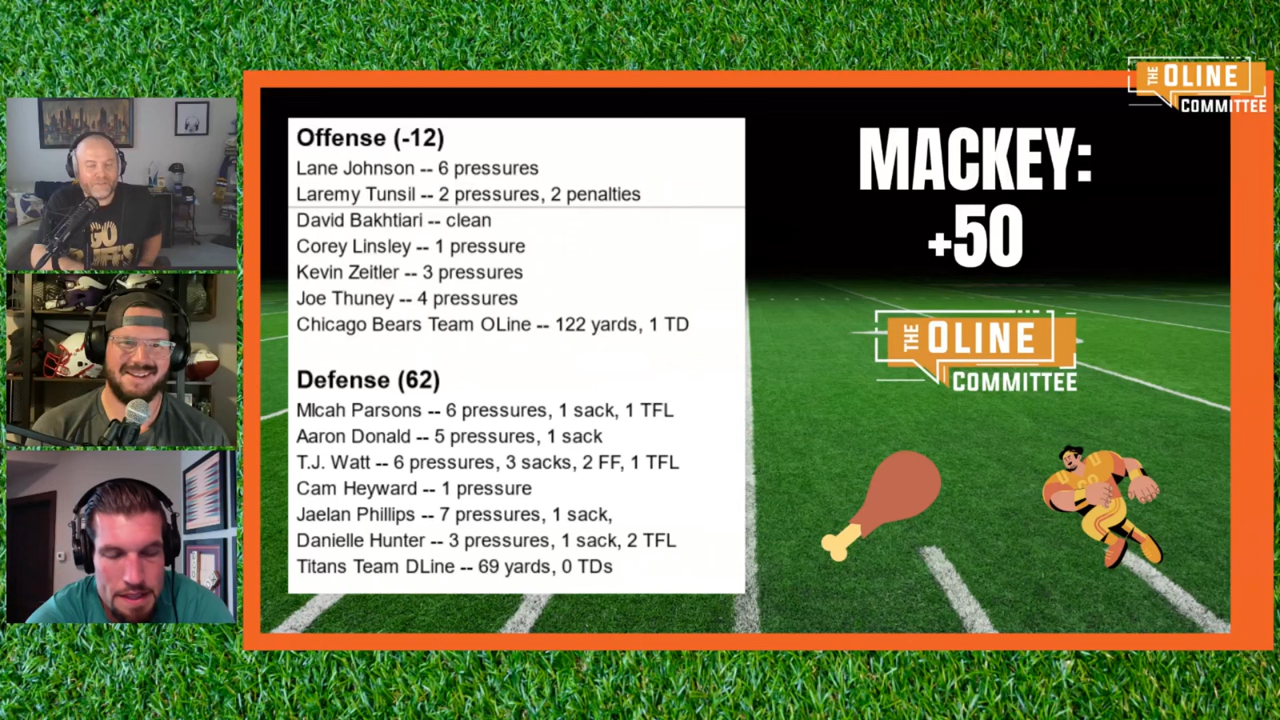 THE OLINE
COMMITTEE
Offense (-12)
Lane Johnson -- 6 pressures
Laremy Tunsil -- 2 pressures, 2 penalties
David Bakhtiari -- clean
Corey Linsley -- 1 pressure
Kevin Zeitler -- 3 pressures
Joe Thuney -- 4 pressures
Chicago Bears Team OLine -- 122 yards, 1 TD
Defense (62)
MIcah Parsons -- 6 pressures, 1 sack, 1 TFL
Aaron Donald -- 5 pressures, 1 sack
T.J. Watt -- 6 pressures, 3 sacks, 2 FF, 1 TFL
Cam Heyward -- 1 pressure
Jaelan Phillips -- 7 pressures, 1 sack,
Danielle Hunter -- 3 pressures, 1 sack, 2 TFL
Titans Team DLine -- 69 yards, 0 TDs
MACKEY:
+50
THE OLINE
COMMITTEE
GO